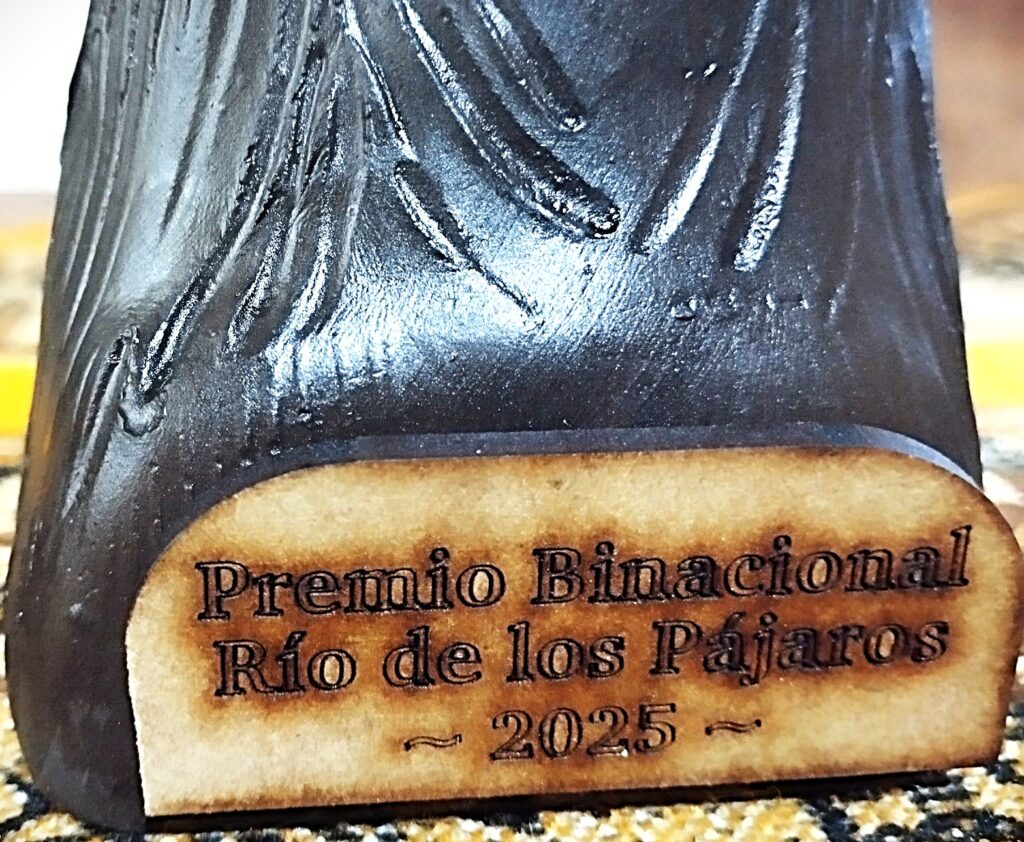 Premio Binacional
Río de los Pájaros
~ 2025 ~